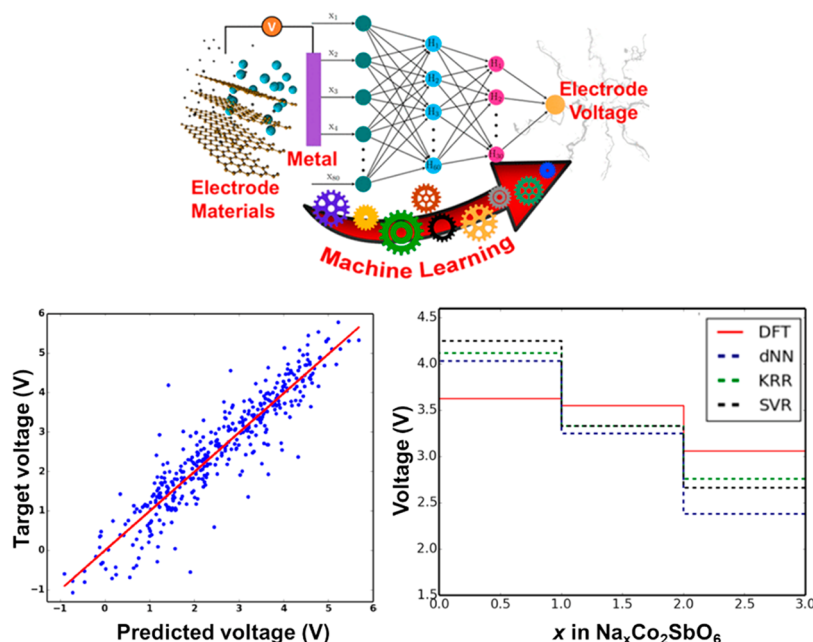 V
X₁
X₂
X₃
X₄
X₈₀
H₁
H₂
H₃
H₁
H₂
Metal
Electrode
Materials
Electrode
Voltage
Machine Learning
Target voltage (V)
6
5
4
3
2
1
0
−1
−1 0 1 2 3 4 5 6
Predicted voltage (V)
Voltage (V)
4.5
4.0
3.5
3.0
2.5
2.0
1.5
0.0 0.5 1.0 1.5 2.0 2.5 3.0
DFT
dNN
KRR
SVR
x in NaₓCo₂SbO₆